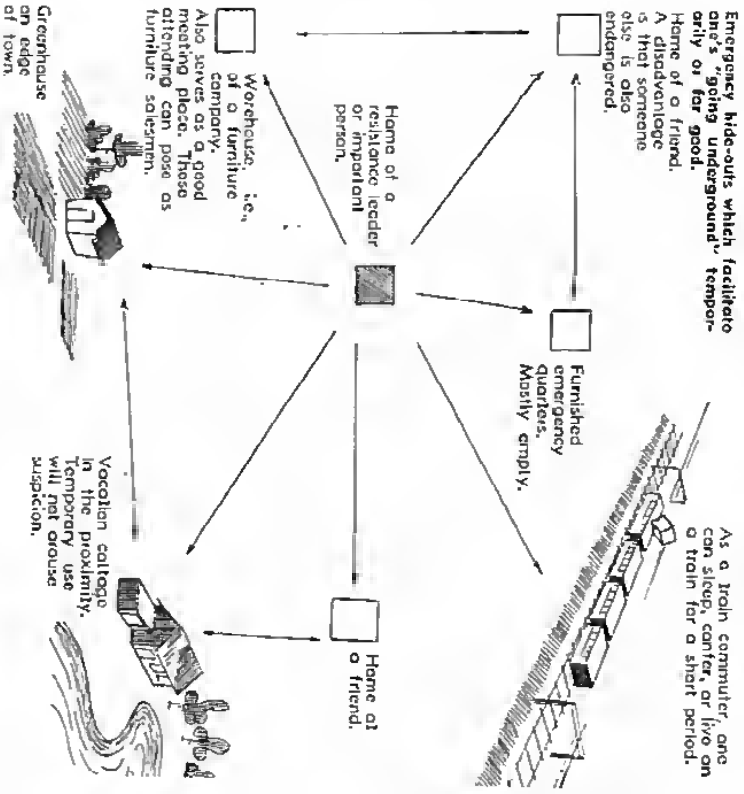 Emergency hide-outs which facilitate
one's "going underground" tempor-
arily or for good.
Home of a friend.
A disadvantage
is that someone
else is also
endangered.
As a train commuter, one
can sleep, confer, or live on
a train for a short period.
Furnished
emergency
quarters.
Mostly empty.
Home of a
resistance leader
or important
person.
Home of
a friend.
Warehouse, i.e.,
of a furniture
company.
Also serves as a good
meeting place. Those
attending can pose as
furniture salesmen.
Vacation cottage
in the proximity.
Temporary use
will not arouse
suspicion.
Greenhouse
on edge
of town.